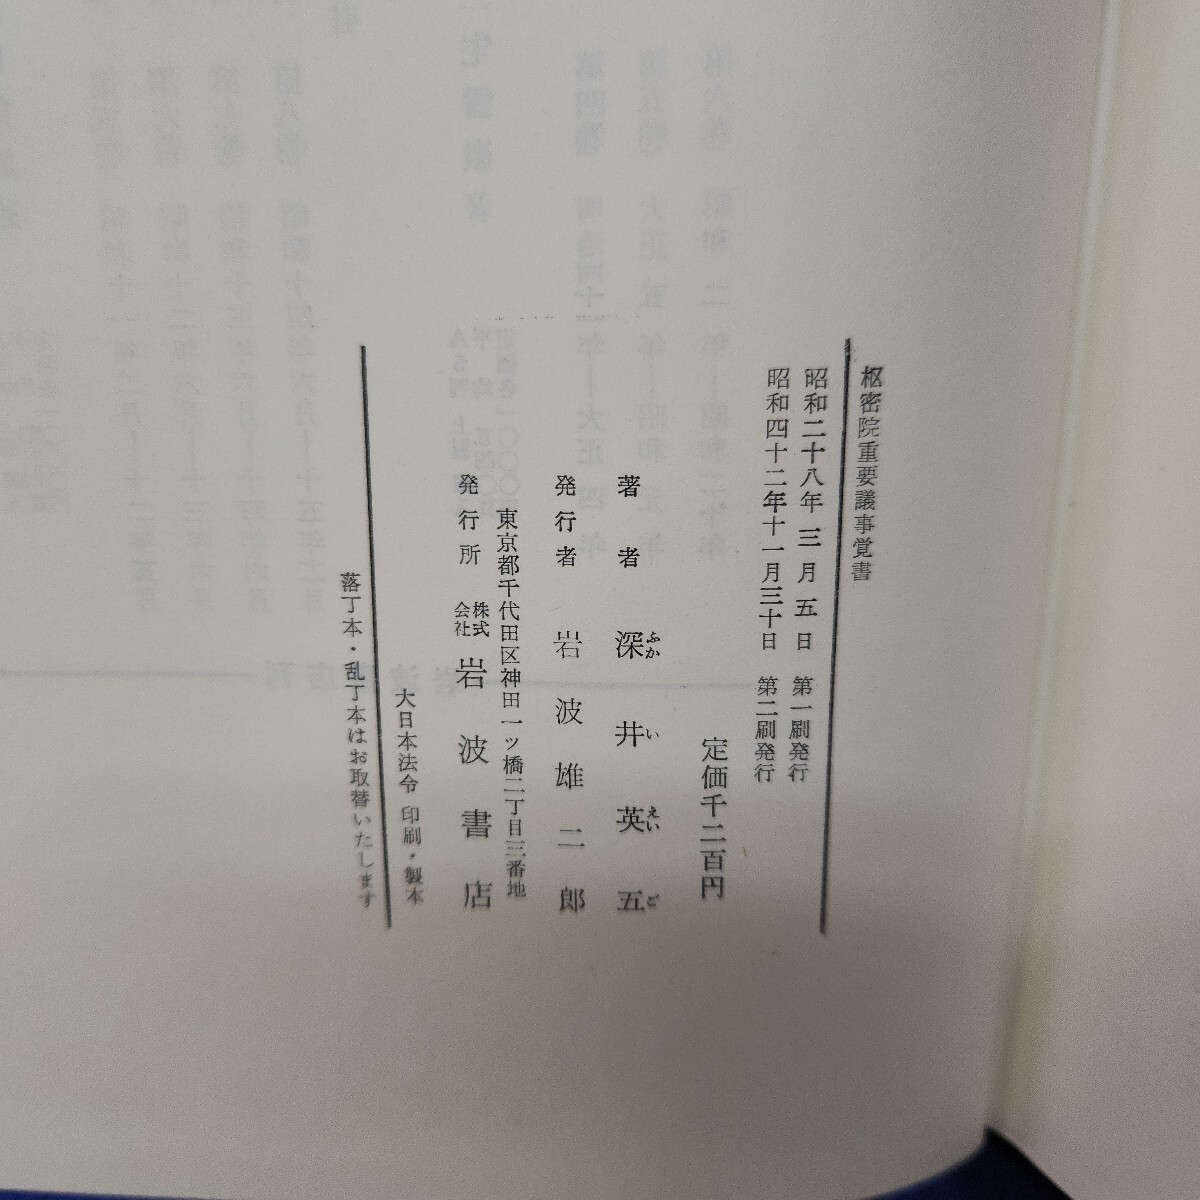 枢密院重要議事覚書
昭和二十八年三月五日 第一刷発行
昭和四十二年十一月三十日 第二刷発行
定価千二百円
著者 深井英五
ふかいえいご
発行者 岩波雄二郎
東京都千代田区神田一ツ橋二丁目三番地
発行所 株式会社 岩波書店
大日本法令印刷・製本
落丁本・乱丁本はお取替いたします